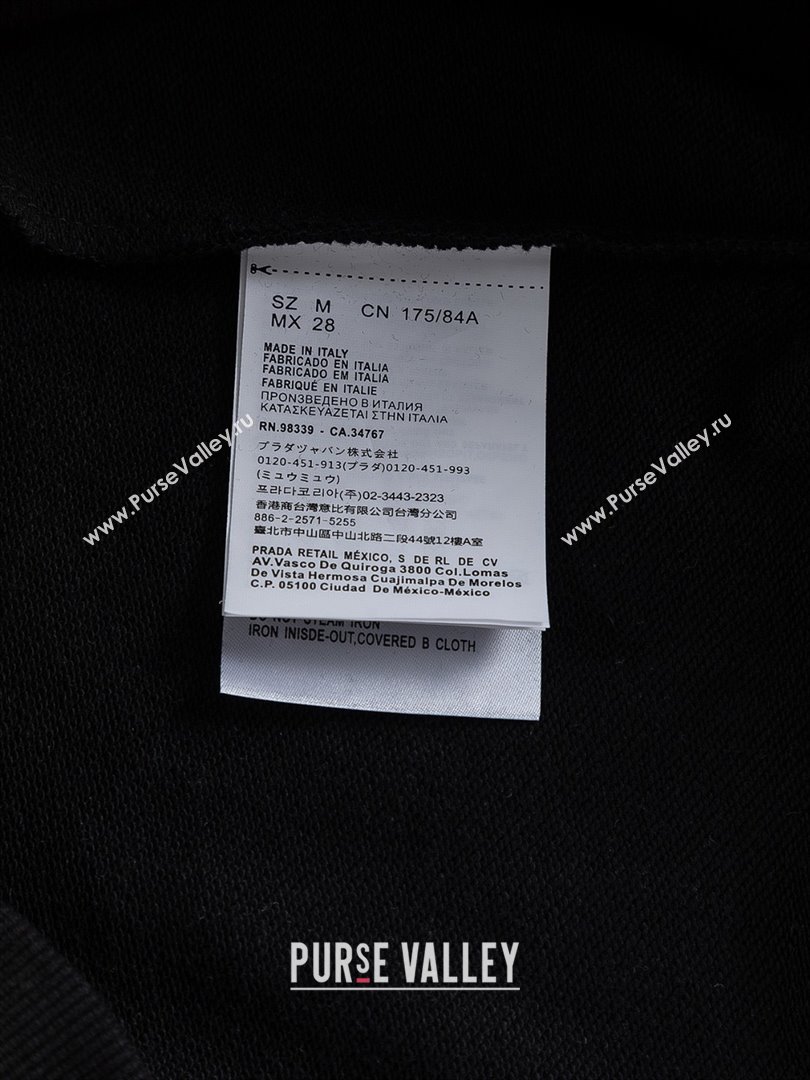 SZ M CN 175/84A
MX 28
MADE IN ITALY
FABRICADO EN ITALIA
FABRICADO EM ITALIA
FABRIQUÉ EN ITALIE
ПРОНЗВЕДЕНО В ИТАЛИЯ
ΚΑΤΑΣΚΕΥΑΖΕΤΑΙ ΣΤΗΝ ΙΤΑΛΙΑ
RN.98339 - CA.34767
プラダヅャバン株式会社
0120-451-913(プラダ)0120-451-993
(ミュウミュウ)
프라다코리아(주)02-3443-2323
香港商台灣意比有限公司台灣分公司
886-2-2571-5255
臺北市中山區中山北路二段44號12樓A室
PRADA RETAIL MÉXICO, S DE RL DE CV
AV.Vasco De Quiroga 3800 Col.Lomas
De Vista Hermosa Cuajimalpa De Morelos
C.P. 05100 Ciudad De México-México
DO NOT STEAM IRON
IRON INISDE-OUT,COVERED B CLOTH
www.PurseValley.ru
www.PurseValley.ru
PURSE VALLEY